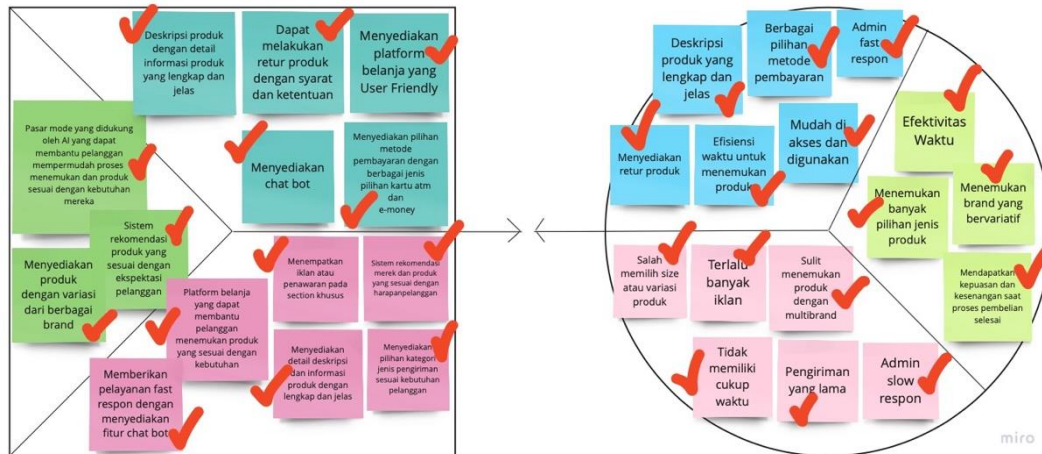 Deskripsi produk
dengan detail
informasi produk
yang lengkap dan
jelas
Dapat
melakukan
retur produk
dengan syarat
dan ketentuan
Menyediakan
platform
belanja yang
User Friendly
Pasar mode yang didukung
oleh AI yang dapat
membantu pelanggan
mempermudah proses
menemukan dan produk
sesuai dengan kebutuhan
mereka
Menyediakan
chat bot
Menyediakan pilihan
metode
pembayaran dengan
berbagai jenis
pilihan kartu atm
dan
e-money
Sistem
rekomendasi
produk yang
sesuai dengan
ekspektasi
pelanggan
Menyediakan
produk
dengan variasi
dari berbagai
brand
Menempatkan
iklan atau
penawaran pada
section khusus
Sistem rekomendasi
merek dan produk
yang sesuai dengan
harapanpelanggan
Platform belanja
yang dapat
membantu
pelanggan
menemukan produk
yang sesuai dengan
kebutuhan
Menyediakan
detail deskripsi
dan informasi
produk dengan
lengkap dan jelas
Menyediakan
pilihan kategori
jenis pengiriman
sesuai kebutuhan
pelanggan
Memberikan
pelayanan fast
respon dengan
menyediakan
fitur chat bot
Deskripsi
produk yang
lengkap dan
jelas
Berbagai
pilihan
metode
pembayaran
Admin
fast
respon
Menyediakan
retur produk
Efisiensi
waktu untuk
menemukan
produk
Mudah di
akses dan
digunakan
Efektivitas
Waktu
Menemukan
banyak
pilihan jenis
produk
Menemukan
brand yang
bervariatif
Mendapatkan
kepuasan dan
kesenangan saat
proses pembelian
selesai
Salah
memilih size
atau variasi
produk
Terlalu
banyak
iklan
Sulit
menemukan
produk
dengan
multibrand
Tidak
memiliki
cukup
waktu
Pengiriman
yang lama
Admin
slow
respon
miro